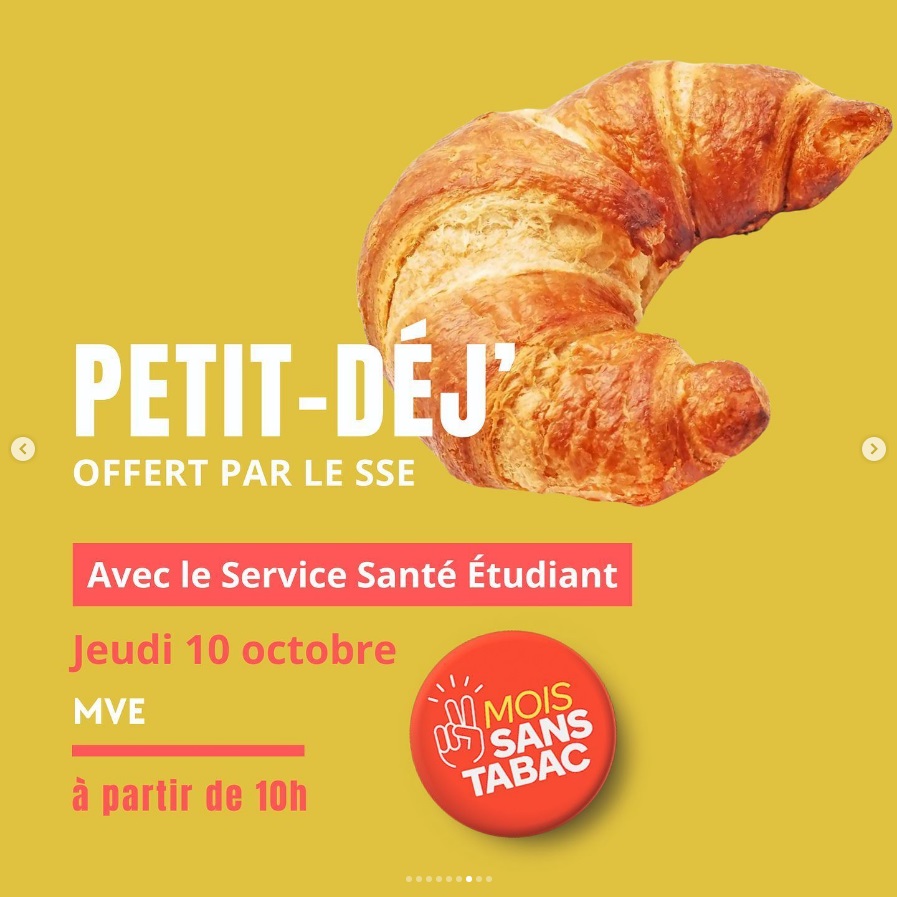 PETIT-DÉJ'
OFFERT PAR LE SSE
Avec le Service Santé Étudiant
Jeudi 10 octobre
MVE
à partir de 10h
MOIS
SANS
TABAC